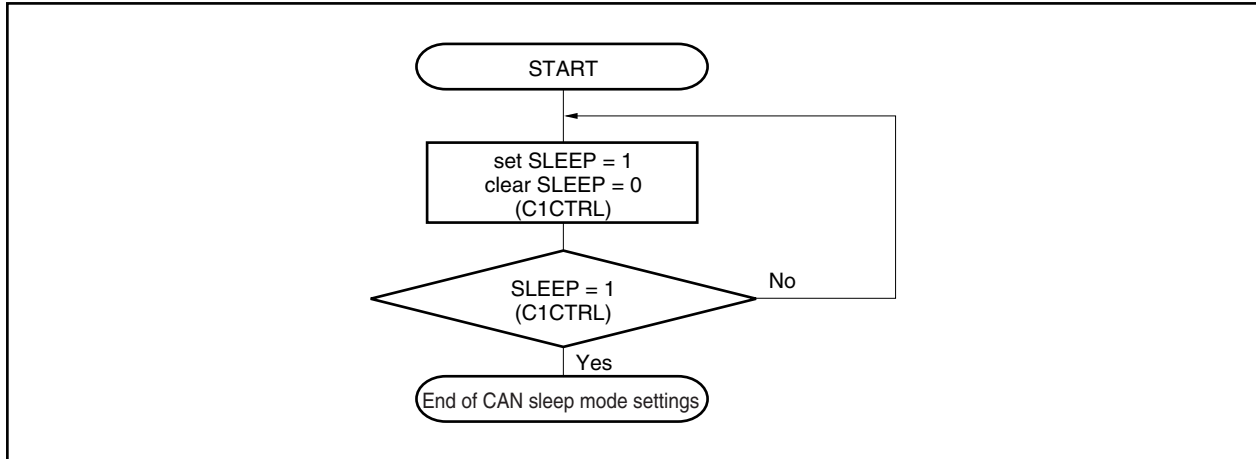 START
set SLEEP = 1
clear SLEEP = 0
(C1CTRL)
SLEEP = 1
(C1CTRL)
No
Yes
End of CAN sleep mode settings